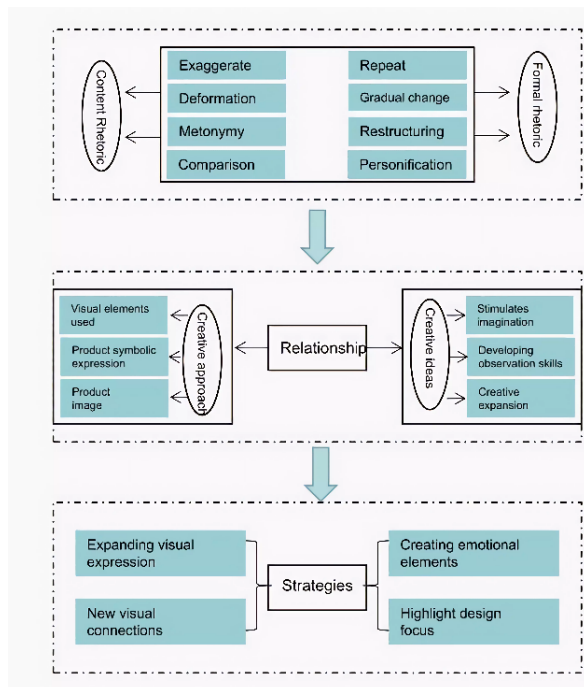 Content Rhetoric
Exaggerate
Deformation
Metonymy
Comparison
Repeat
Gradual change
Restructuring
Personification
Formal rhetoric
Visual elements
used
Product symbolic
expression
Product
image
Creative approach
Relationship
Creative ideas
Stimulates
imagination
Developing
observation skills
Creative
expansion
Expanding visual
expression
New visual
connections
Strategies
Creating emotional
elements
Highlight design
focus